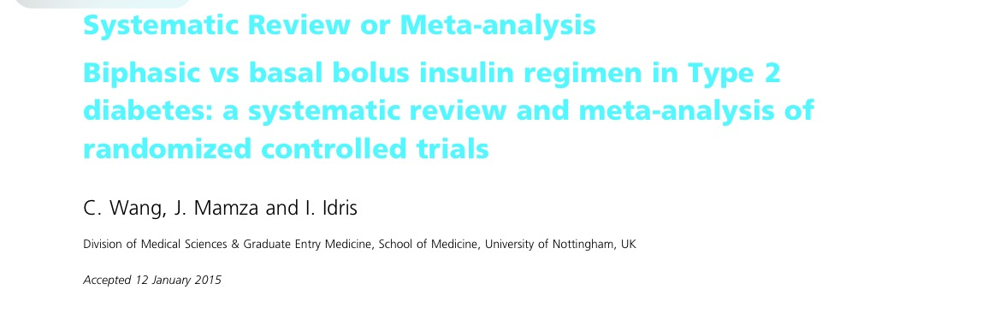 Systematic Review or Meta-analysis
Biphasic vs basal bolus insulin regimen in Type 2
diabetes: a systematic review and meta-analysis of
randomized controlled trials
C. Wang, J. Mamza and I. Idris
Division of Medical Sciences & Graduate Entry Medicine, School of Medicine, University of Nottingham, UK
Accepted 12 January 2015